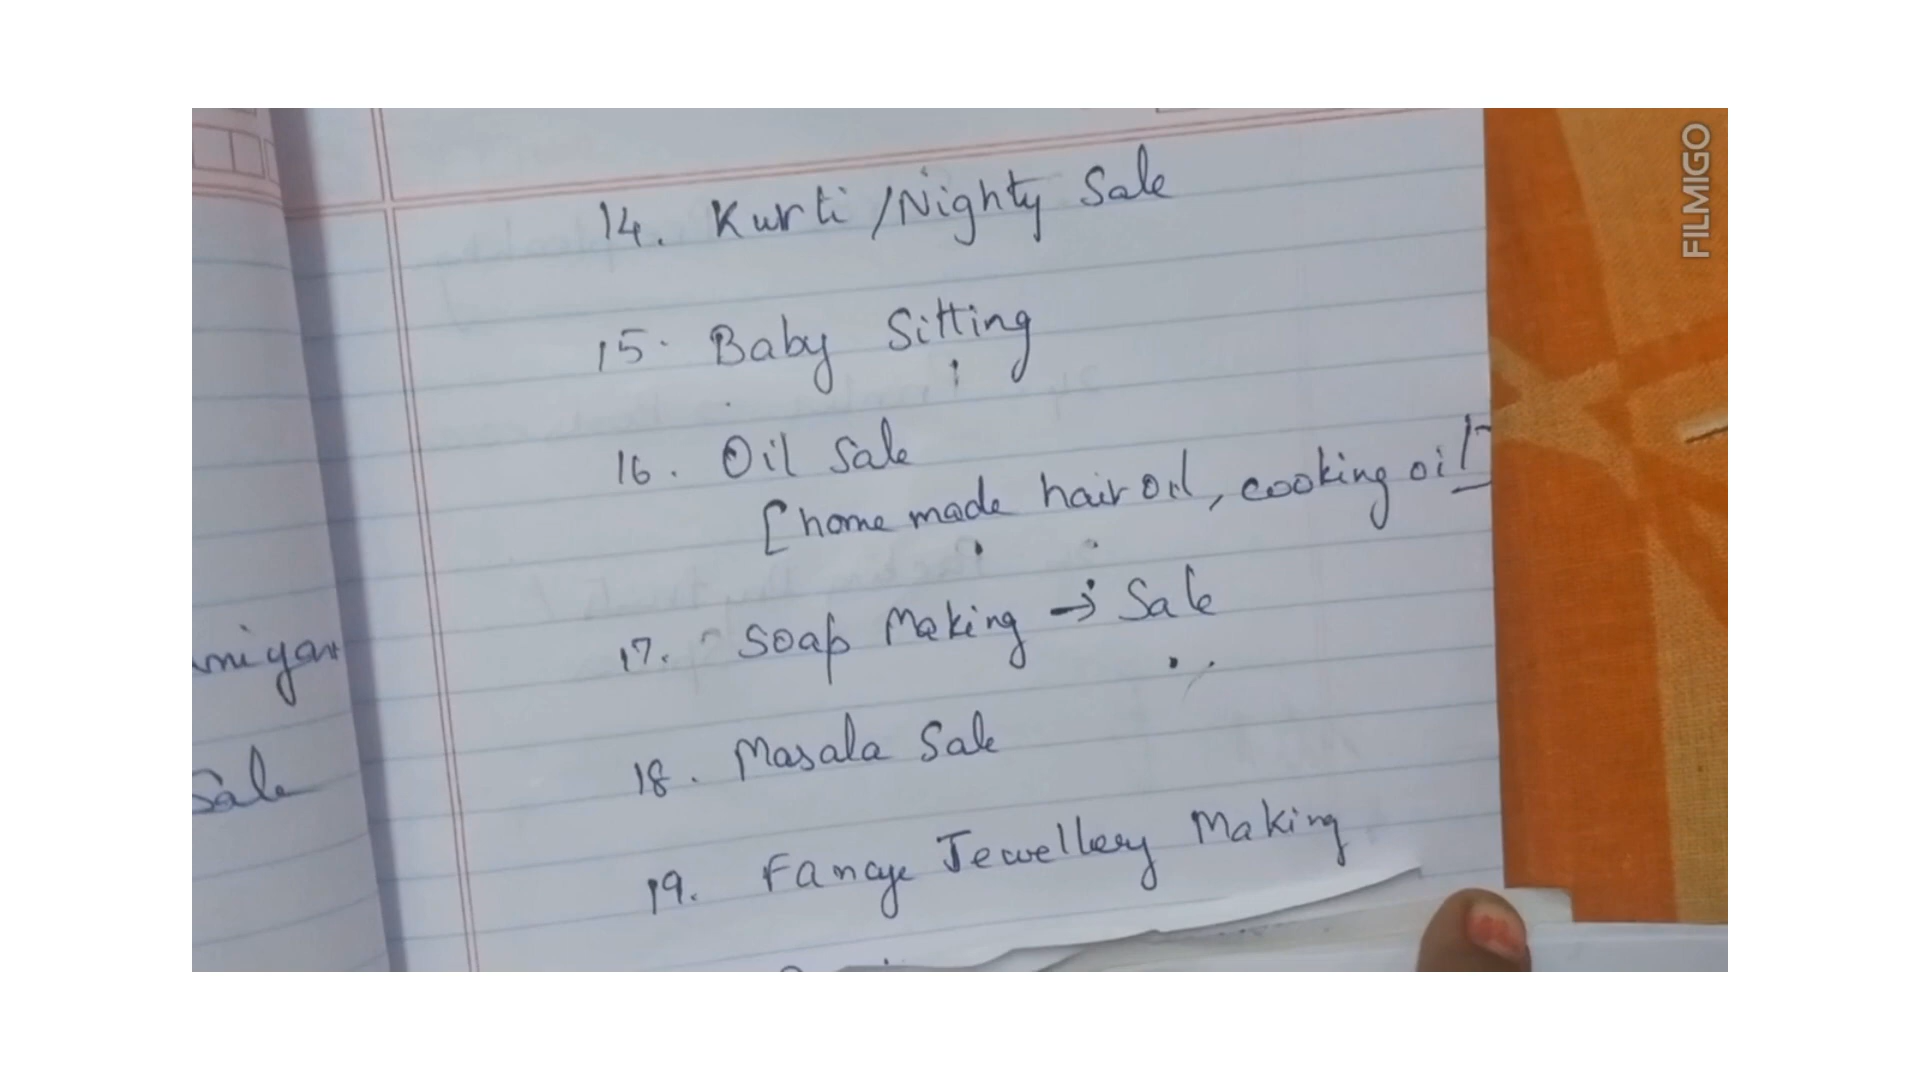 14. Kurti /Nighty Sale
15. Baby Sitting
16. Oil Sale
[home made hair oil, cooking oil]
17. Soap Making → Sale
18. Masala Sale
19. Fancye Jewellery Making
Sale
FILMIGO